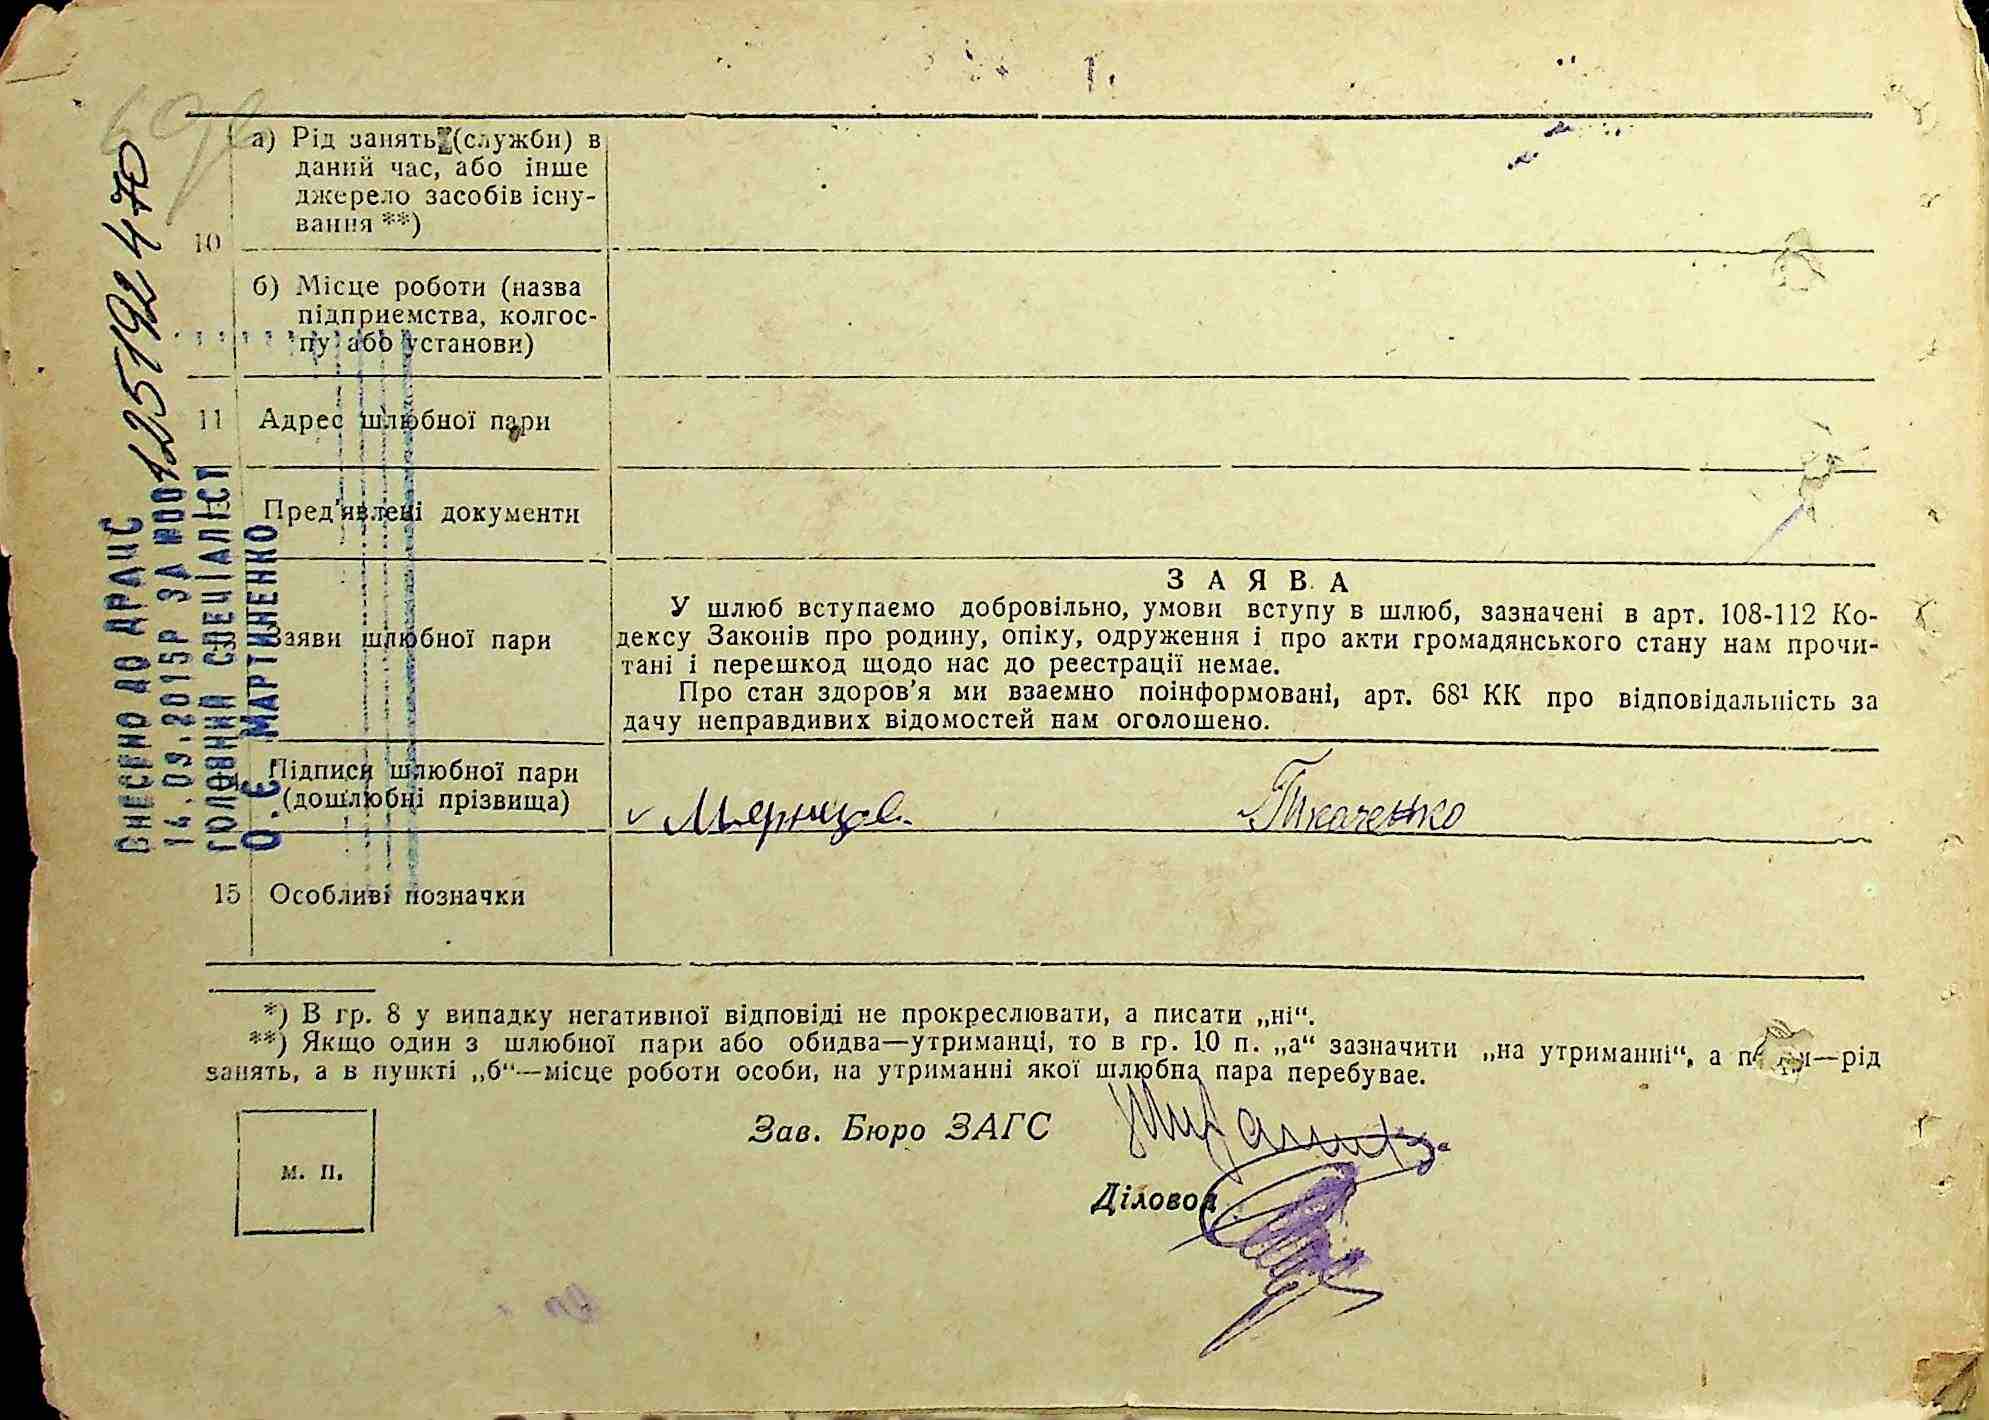 а) Рід занять (служби) в
даний час, або інше
джерело засобів існу-
вання **)
10
б) Місце роботи (назва
підприємства, колгос-
пу або установи)
11 Адрес шлюбної пари
Пред'явлені документи
Заяви шлюбної пари
ЗАЯВА
У шлюб вступаємо добровільно, умови вступу в шлюб, зазначені в арт. 108-112 Ко-
дексу Законів про родину, опіку, одруження і про акти громадянського стану нам прочи-
тані і перешкод щодо нас до реєстрації немає.
Про стан здоров'я ми взаємно поінформовані, арт. 68¹ КК про відповідальність за
дачу неправдивих відомостей нам оголошено.
Підписи шлюбної пари
(дошлюбні прізвища)
Ткаченко
15 Особливі позначки
*) В гр. 8 у випадку негативної відповіді не прокреслювати, а писати „ні“.
**) Якщо один з шлюбної пари або обидва—утриманці, то в гр. 10 п. „а“ зазначити „на утриманні“, а —рід
занять, а в пункті „б“—місце роботи особи, на утриманні якої шлюбна пара перебуває.
Зав. Бюро ЗАГС
м. п.
Діловод
ВНЕСЕНО ДО ДРАЦС
14.09.2015Р ЗА №00125192470
ГОЛОВНИЙ СПЕЦІАЛІСТ
О.Є МАРТИНЕНКО